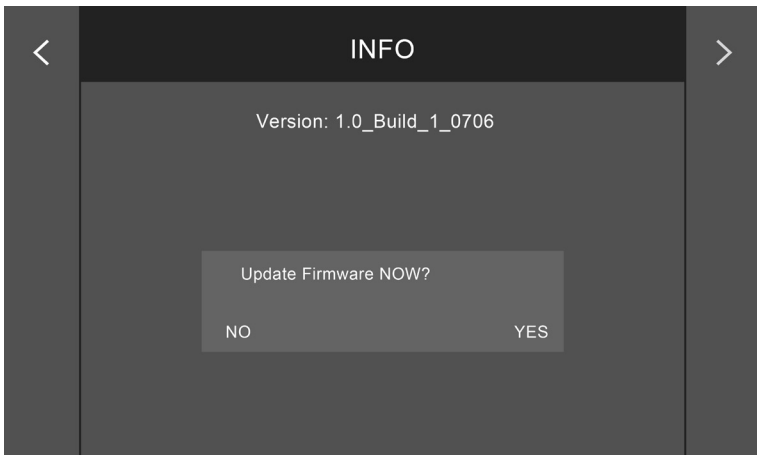 INFO
Version: 1.0_Build_1_0706
Update Firmware NOW?
NO YES